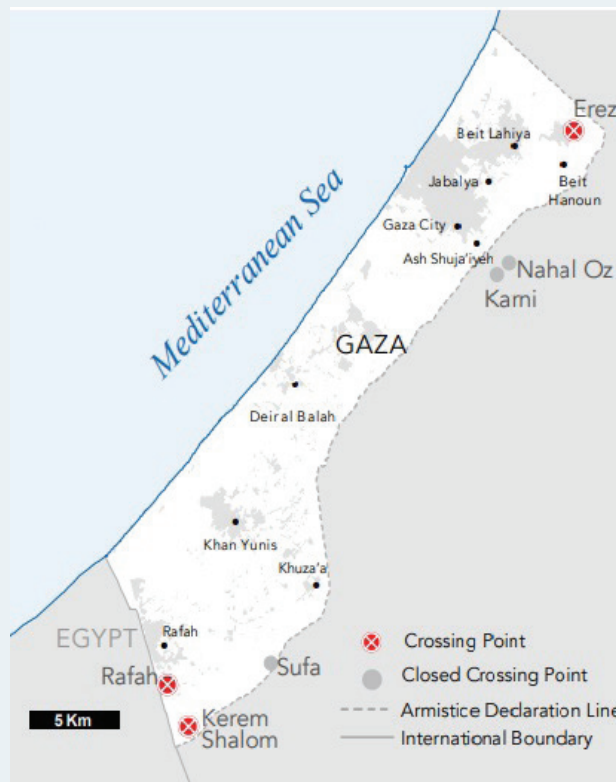 Erez
Beit Lahiya
Jabalya
Beit
Hanoun
Gaza City
Ash Shuja'iyeh
Nahal Oz
Karni
Mediterranean Sea
GAZA
Deir al Balah
Khan Yunis
Khuza'a
EGYPT
Rafah
Rafah
Sufa
Kerem
Shalom
5 Km
Crossing Point
Closed Crossing Point
Armistice Declaration Line
International Boundary